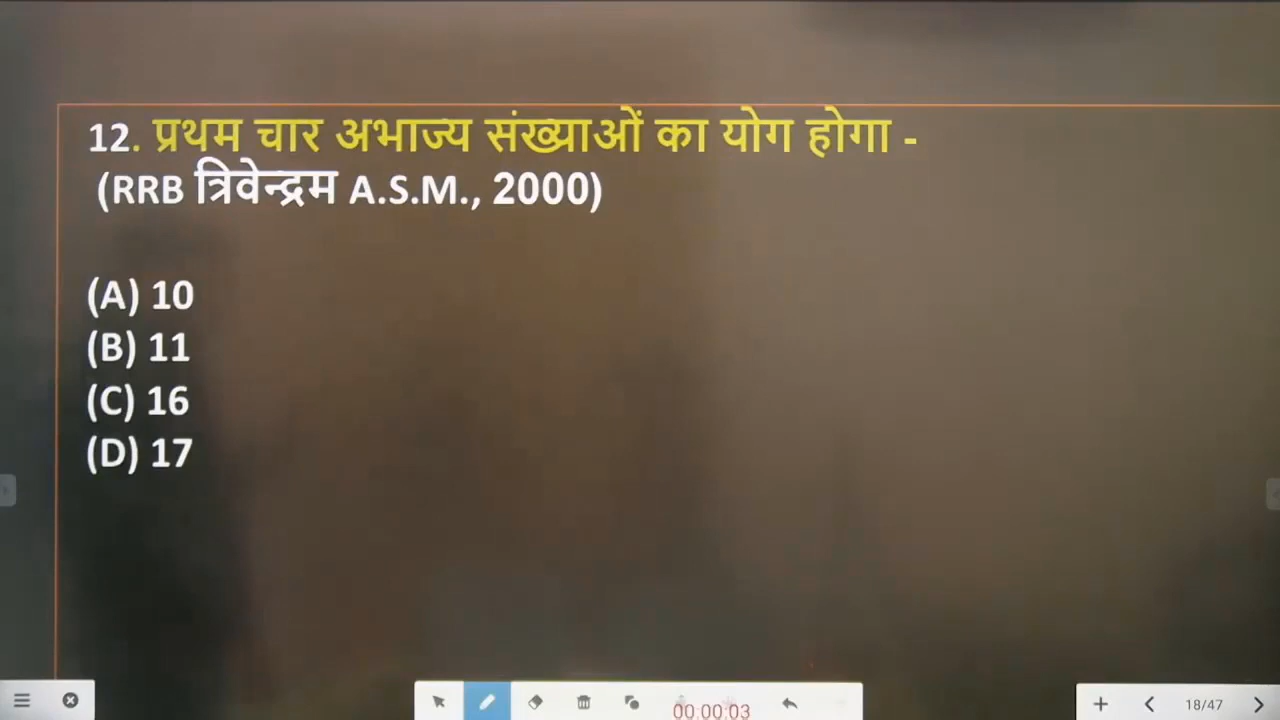 12. प्रथम चार अभाज्य संख्याओं का योग होगा -
(RRB त्रिवेन्द्रम A.S.M., 2000)
(A) 10
(B) 11
(C) 16
(D) 17
00:00:03
18/47